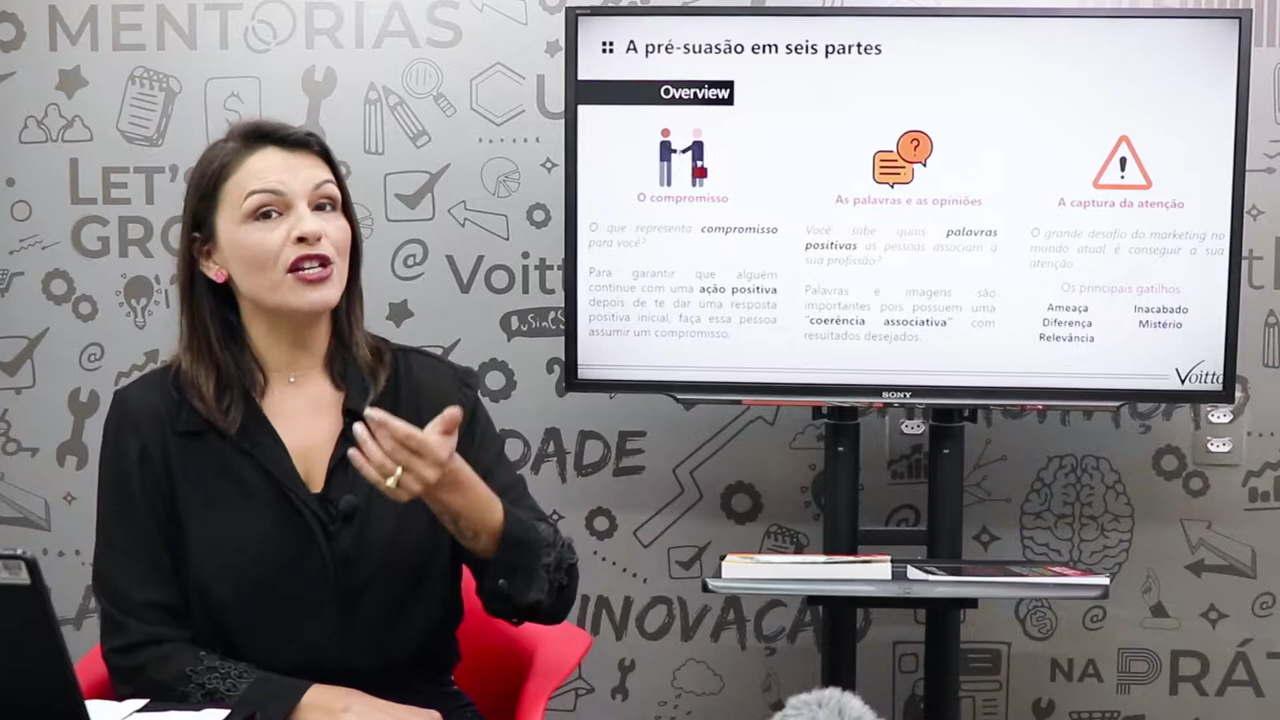 MENTORIAS
LET'S
GRO
Voitt
BUSINES
DADE
INOVAÇÃO
NA PRÁT
A pré-suasão em seis partes
Overview
O compromisso
O que representa compromisso
para você?
Para garantir que alguém
continue com uma ação positiva
depois de te dar uma resposta
positiva inicial, faça essa pessoa
assumir um compromisso.
As palavras e as opiniões
Você sabe quais palavras
positivas as pessoas associam a
sua profissão?
Palavras e imagens são
importantes pois possuem uma
"coerência associativa" com
resultados desejados.
A captura da atenção
O grande desafio do marketing no
mundo atual é conseguir a sua
atenção.
Os principais gatilhos
Ameaça
Diferença
Relevância
Inacabado
Mistério
Voitto
SONY